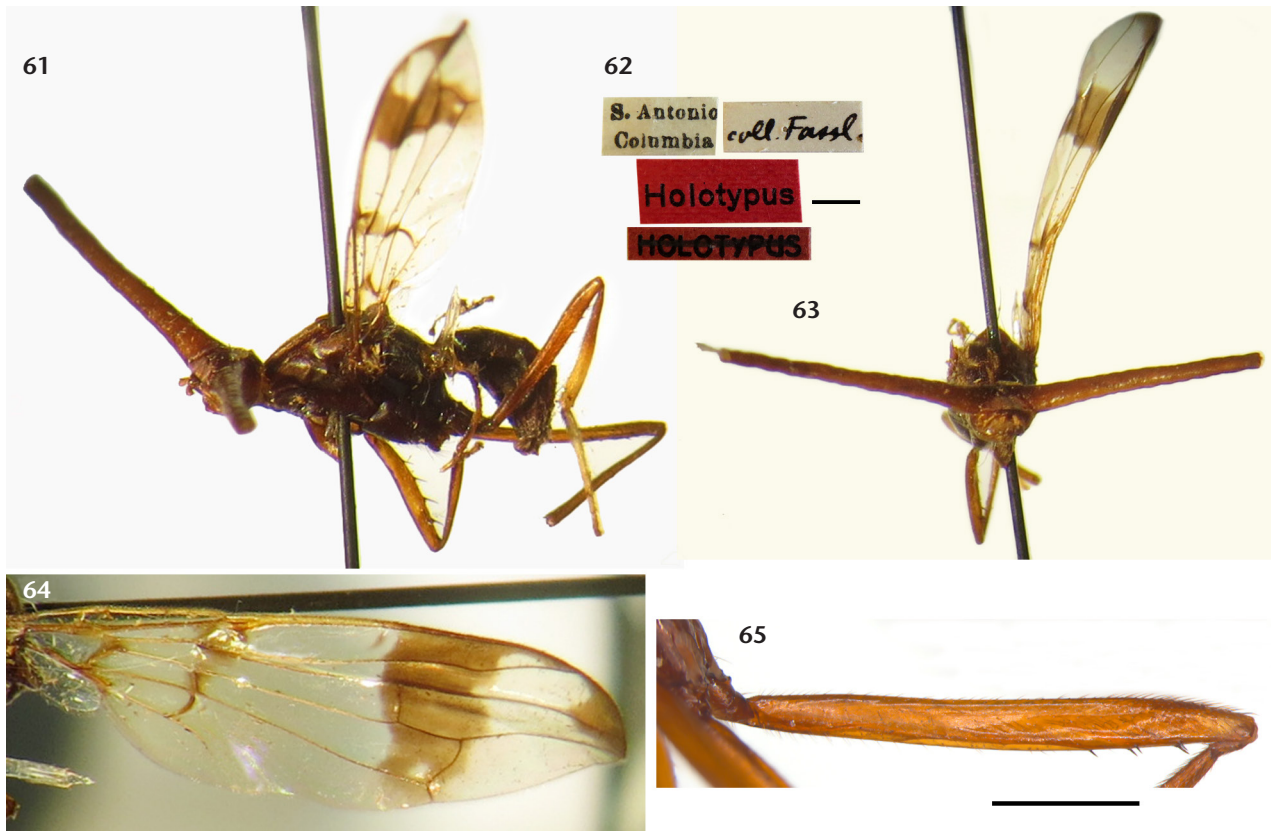 61
62
S. Antonio
Columbia
coll. Fassl.
Holotypus
HOLOTYPUS
63
64
65